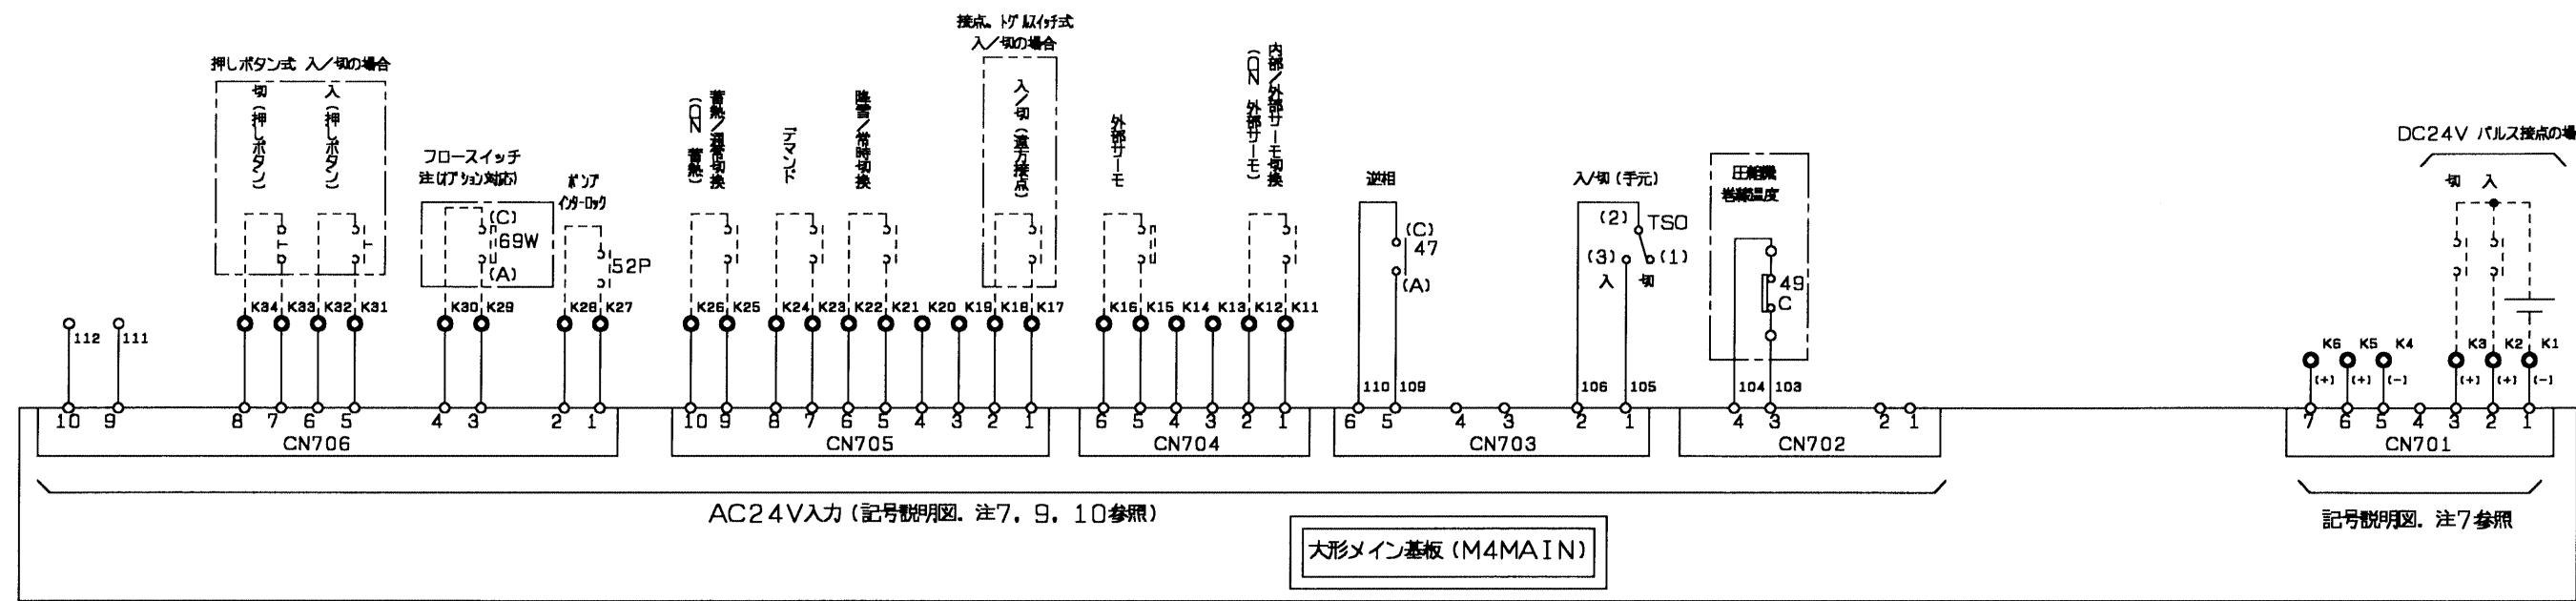 接点、トグルスイッチ式
入／切の場合
押しボタン式 入／切の場合
切（押しボタン）
入（押しボタン）
フロースイッチ
注(オプション対応)
ポンプ
インターロック
蓄熱／通常切換
（ON 蓄熱）
デマンド
降雪／常時切換
入／切（遠方接点）
外部サーモ
内部／外部サーモ切換
（ON 外部サーモ）
逆相
入/切（手元）
圧縮機
巻線温度
DC24V パルス接点の場
切 入
(C)
69W
(A)
52P
(C)
47
(A)
(2) TSO
(3) (1)
入 切
49
C
112 111 K34 K33 K32 K31 K30 K29 K28 K27 K26 K25 K24 K23 K22 K21 K20 K19 K18 K17 K16 K15 K14 K13 K12 K11
110 109 106 105 104 103
K6 K5 K4 K3 K2 K1
(+) (+) (-) (+) (+) (-)
10 9 8 7 6 5 4 3 2 1
CN706
10 9 8 7 6 5 4 3 2 1
CN705
6 5 4 3 2 1
CN704
6 5 4 3 2 1
CN703
4 3 2 1
CN702
7 6 5 4 3 2 1
CN701
AC24V入力（記号説明図．注7，9，10参照）
記号説明図．注7参照
大形メイン基板（M4MAIN）